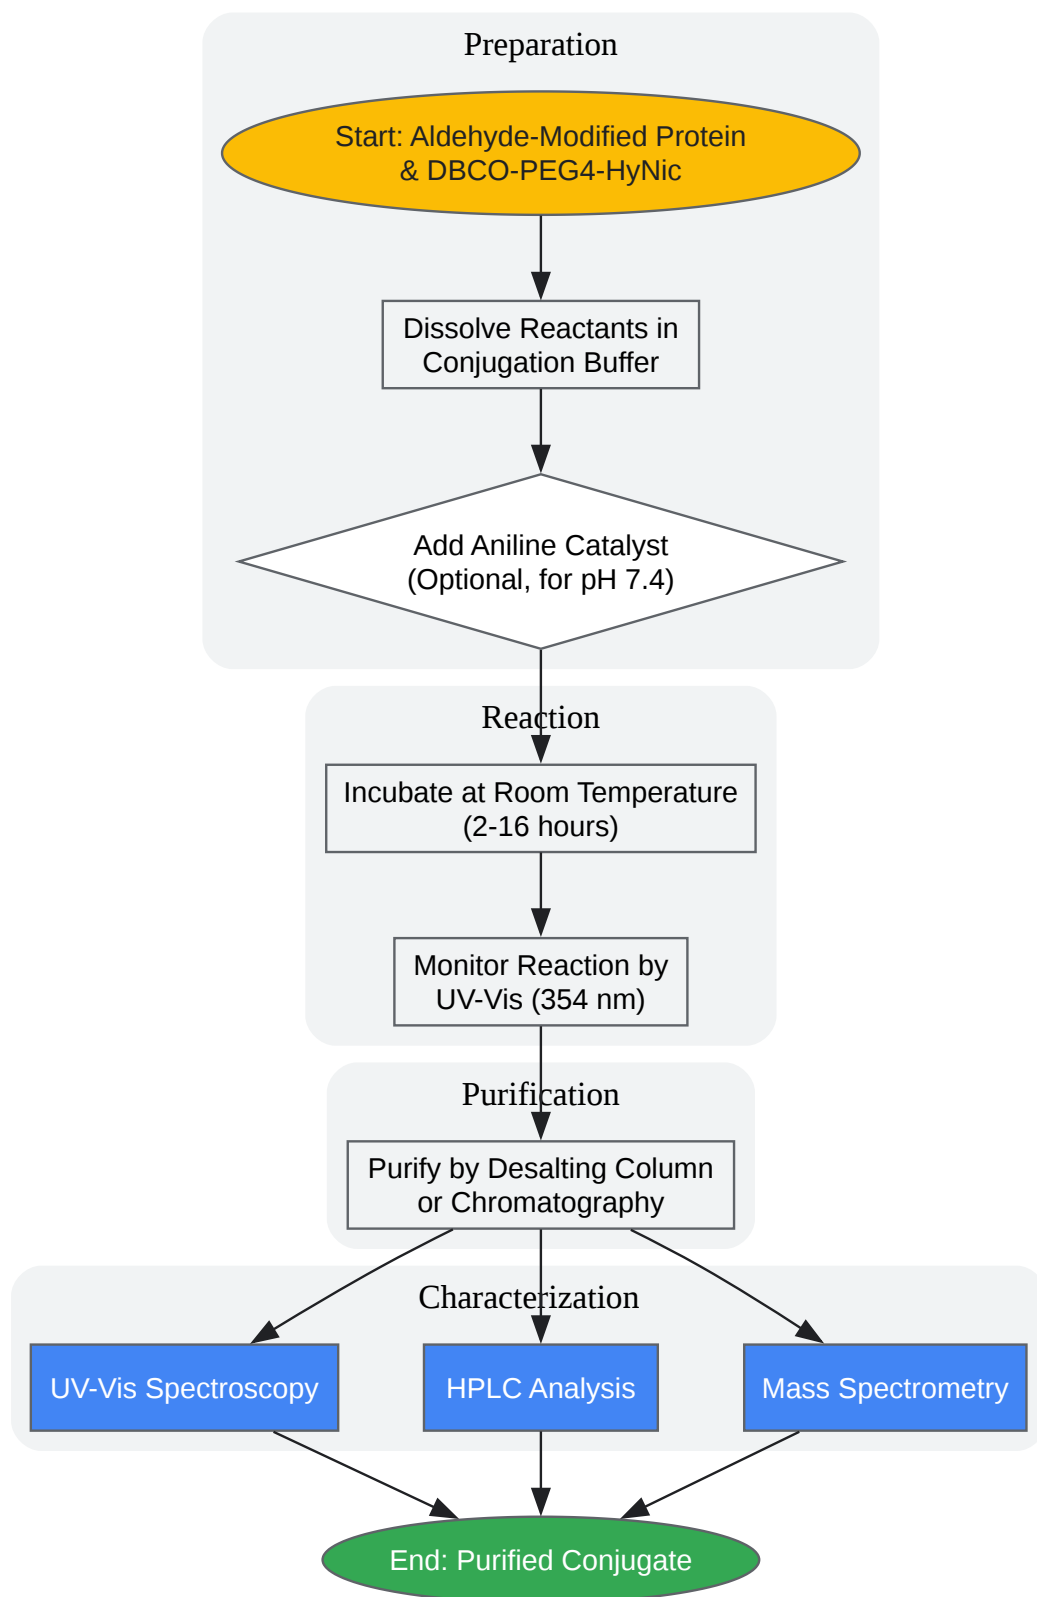 Preparation
Start: Aldehyde-Modified Protein
& DBCO-PEG4-HyNic
Dissolve Reactants in
Conjugation Buffer
Add Aniline Catalyst
(Optional, for pH 7.4)
Reaction
Incubate at Room Temperature
(2-16 hours)
Monitor Reaction by
UV-Vis (354 nm)
Purification
Purify by Desalting Column
or Chromatography
Characterization
UV-Vis Spectroscopy
HPLC Analysis
Mass Spectrometry
End: Purified Conjugate